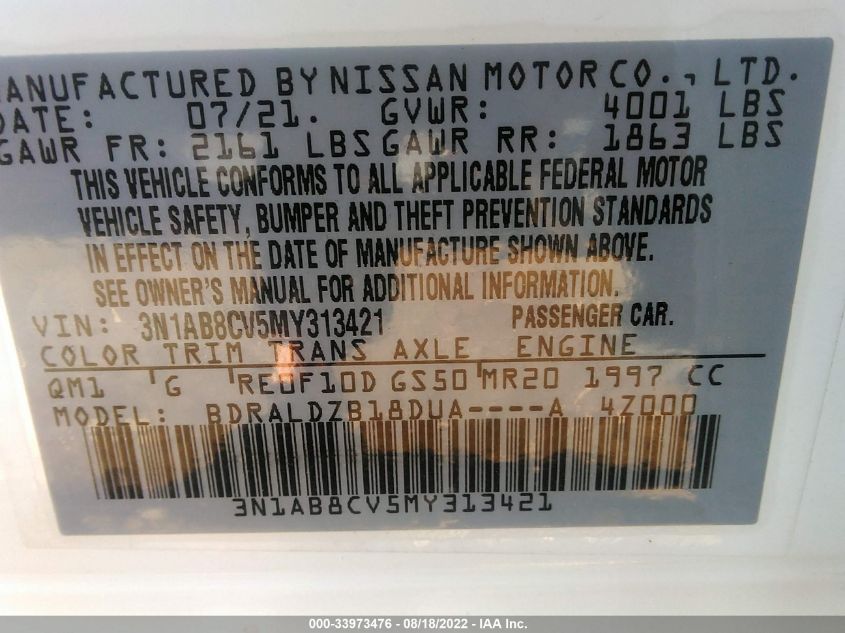 MANUFACTURED BY NISSAN MOTOR CO., LTD.
DATE: 07/21. GVWR: 4001 LBS
GAWR FR: 2161 LBS GAWR RR: 1863 LBS
THIS VEHICLE CONFORMS TO ALL APPLICABLE FEDERAL MOTOR
VEHICLE SAFETY, BUMPER AND THEFT PREVENTION STANDARDS
IN EFFECT ON THE DATE OF MANUFACTURE SHOWN ABOVE.
SEE OWNER'S MANUAL FOR ADDITIONAL INFORMATION.
VIN: 3N1AB8CV5MY313421 PASSENGER CAR.
COLOR TRIM TRANS AXLE ENGINE
QM1 G RE0F10D GS50 MR20 1997 CC
MODEL: BDRALDZB18DUA----A 4Z000
3N1AB8CV5MY313421
000-33973476 - 08/18/2022 - IAA Inc.